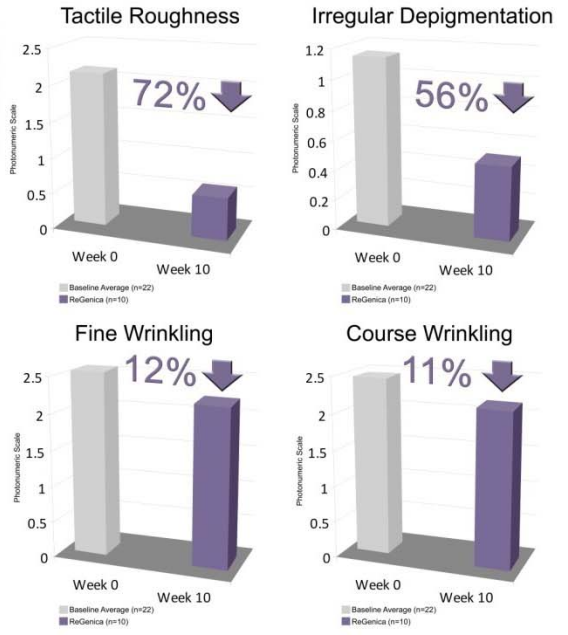 Tactile Roughness
2.5
2
1.5
1
0.5
0
Photonumeric Scale
72%
Week 0
Week 10
Baseline Average (n=22)
ReGenica (n=10)
Irregular Depigmentation
1.2
1
0.8
0.6
0.4
0.2
0
Photonumeric Scale
56%
Week 0
Week 10
Baseline Average (n=22)
ReGenica (n=10)
Fine Wrinkling
2.5
2
1.5
1
0.5
0
Photonumeric Scale
12%
Week 0
Week 10
Baseline Average (n=22)
ReGenica (n=10)
Course Wrinkling
2.5
2
1.5
1
0.5
0
Photonumeric Scale
11%
Week 0
Week 10
Baseline Average (n=22)
ReGenica (n=10)